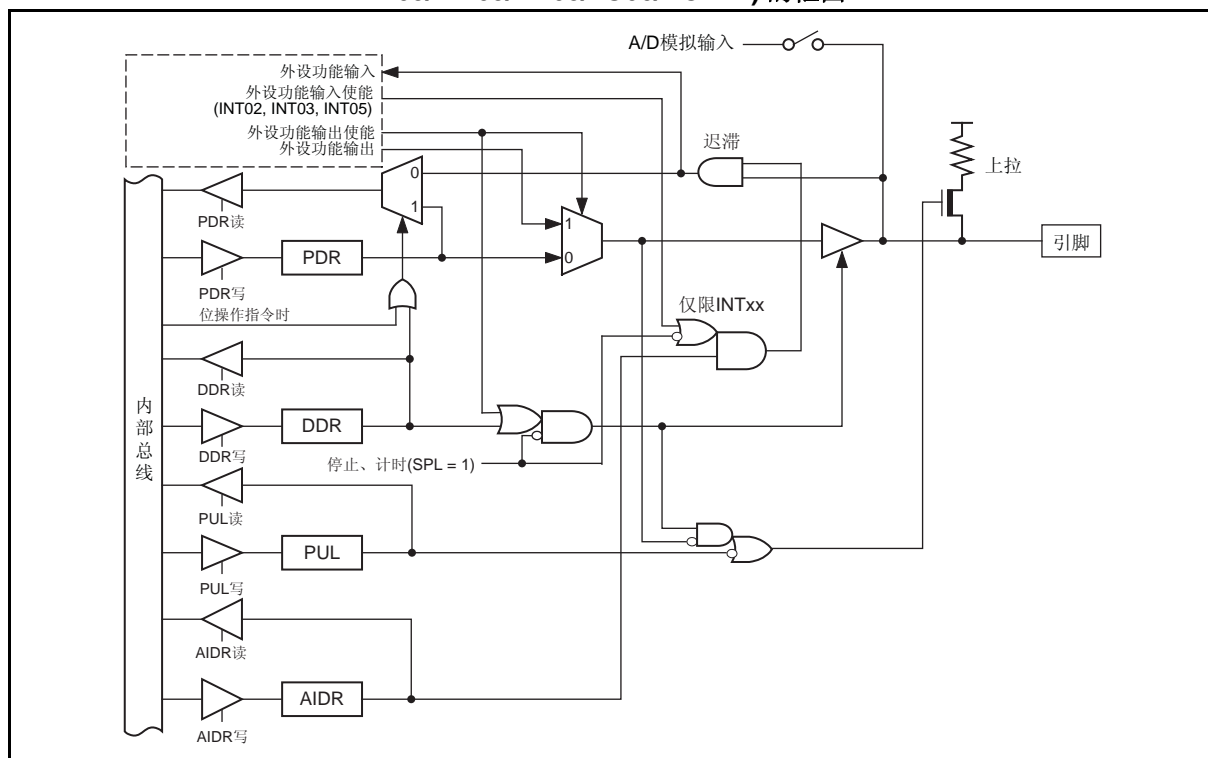 A/D模拟输入
外设功能输入
外设功能输入使能
(INT02, INT03, INT05)
外设功能输出使能
外设功能输出
迟滞
上拉
0
1
PDR读
1
0
引脚
PDR
PDR写
位操作指令时
仅限INTxx
DDR读
DDR
DDR写
内部总线
停止、计时(SPL = 1)
PUL读
PUL
PUL写
AIDR读
AIDR
AIDR写